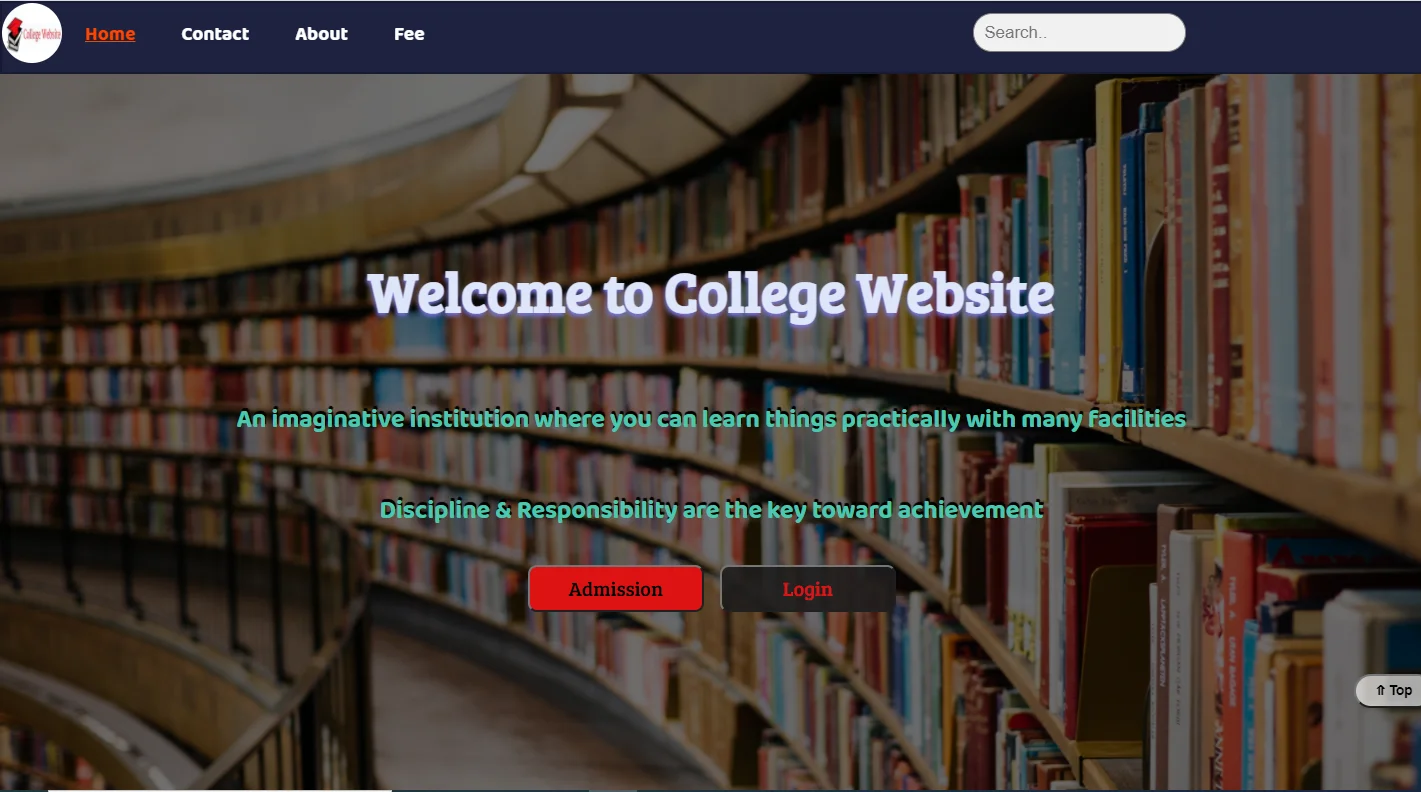 College Website
Home
Contact
About
Fee
Search..
Welcome to College Website
An imaginative institution where you can learn things practically with many facilities
Discipline & Responsibility are the key toward achievement
Admission
Login
⇑ Top